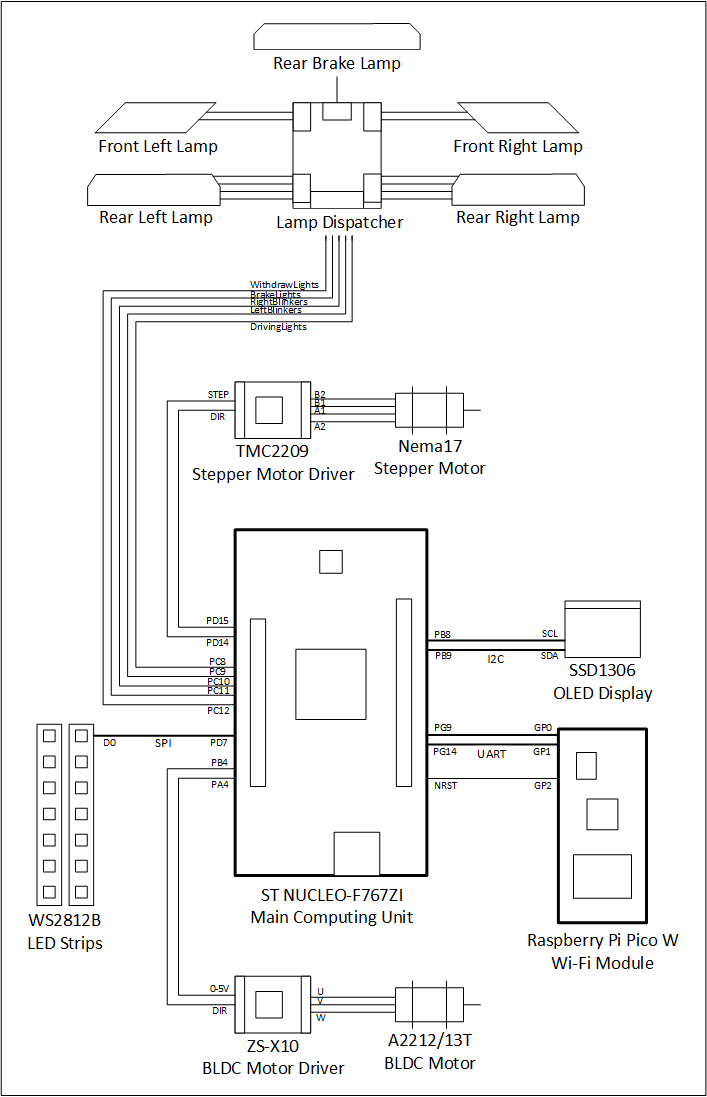 Rear Brake Lamp
Front Left Lamp
Front Right Lamp
Rear Left Lamp
Lamp Dispatcher
Rear Right Lamp
WithdrawLights
BrakeLights
RightBlinkers
LeftBlinkers
DrivingLights
STEP
DIR
B2
B1
A1
A2
TMC2209
Stepper Motor Driver
Nema17
Stepper Motor
PD15
PD14
PC8
PC9
PC10
PC11
PC12
PD7
PB4
PA4
D0
SPI
PB8
PB9
I2C
SCL
SDA
SSD1306
OLED Display
PG9
PG14
UART
NRST
GP0
GP1
GP2
WS2812B
LED Strips
ST NUCLEO-F767ZI
Main Computing Unit
Raspberry Pi Pico W
Wi-Fi Module
0-5V
DIR
U
V
W
ZS-X10
BLDC Motor Driver
A2212/13T
BLDC Motor